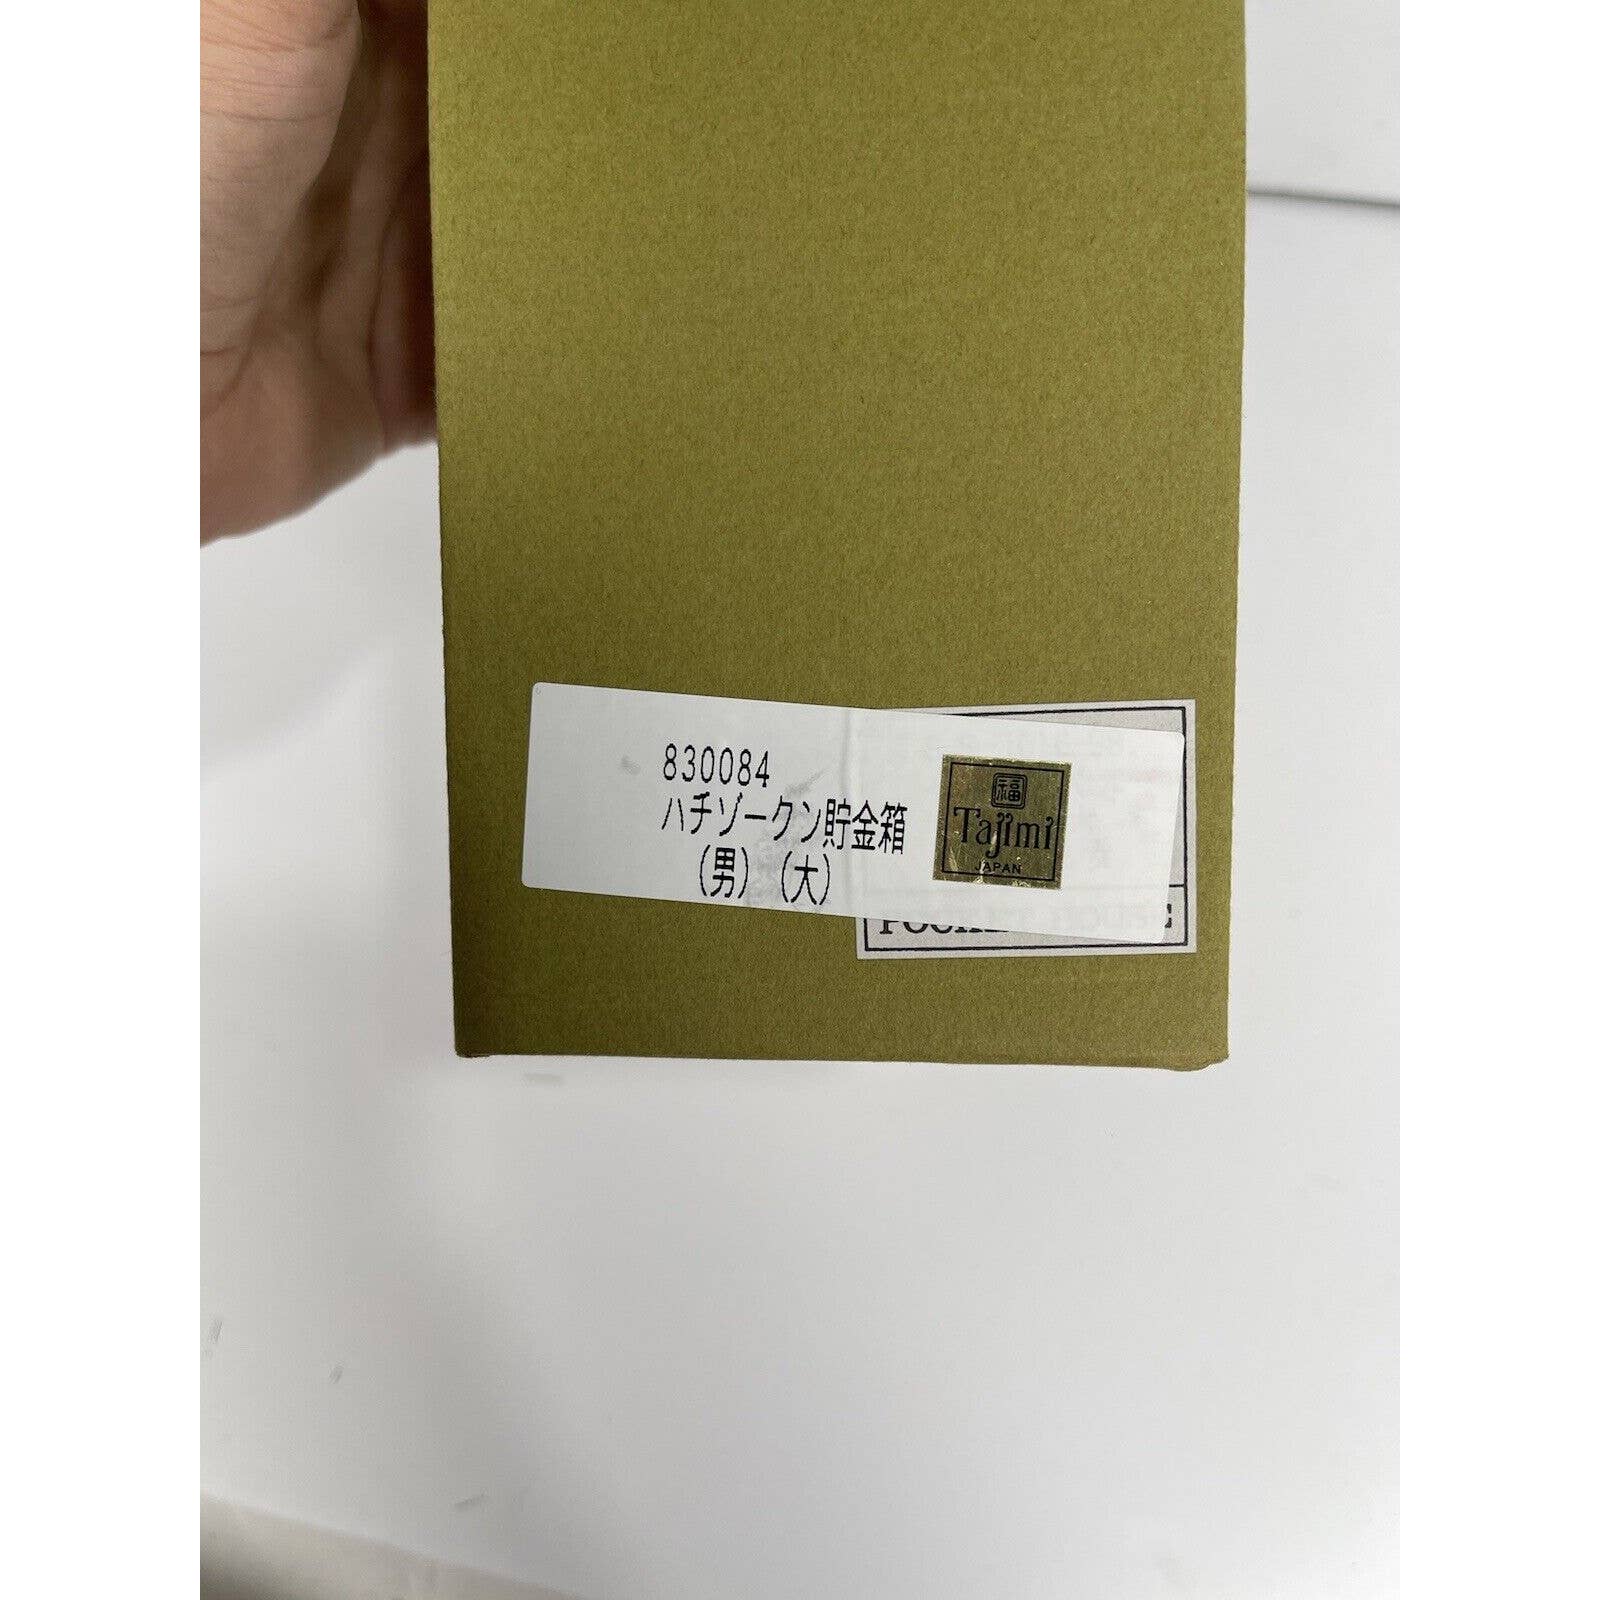 830084
ハチゾークン貯金箱
(男) (大)
福
Tajimi
JAPAN